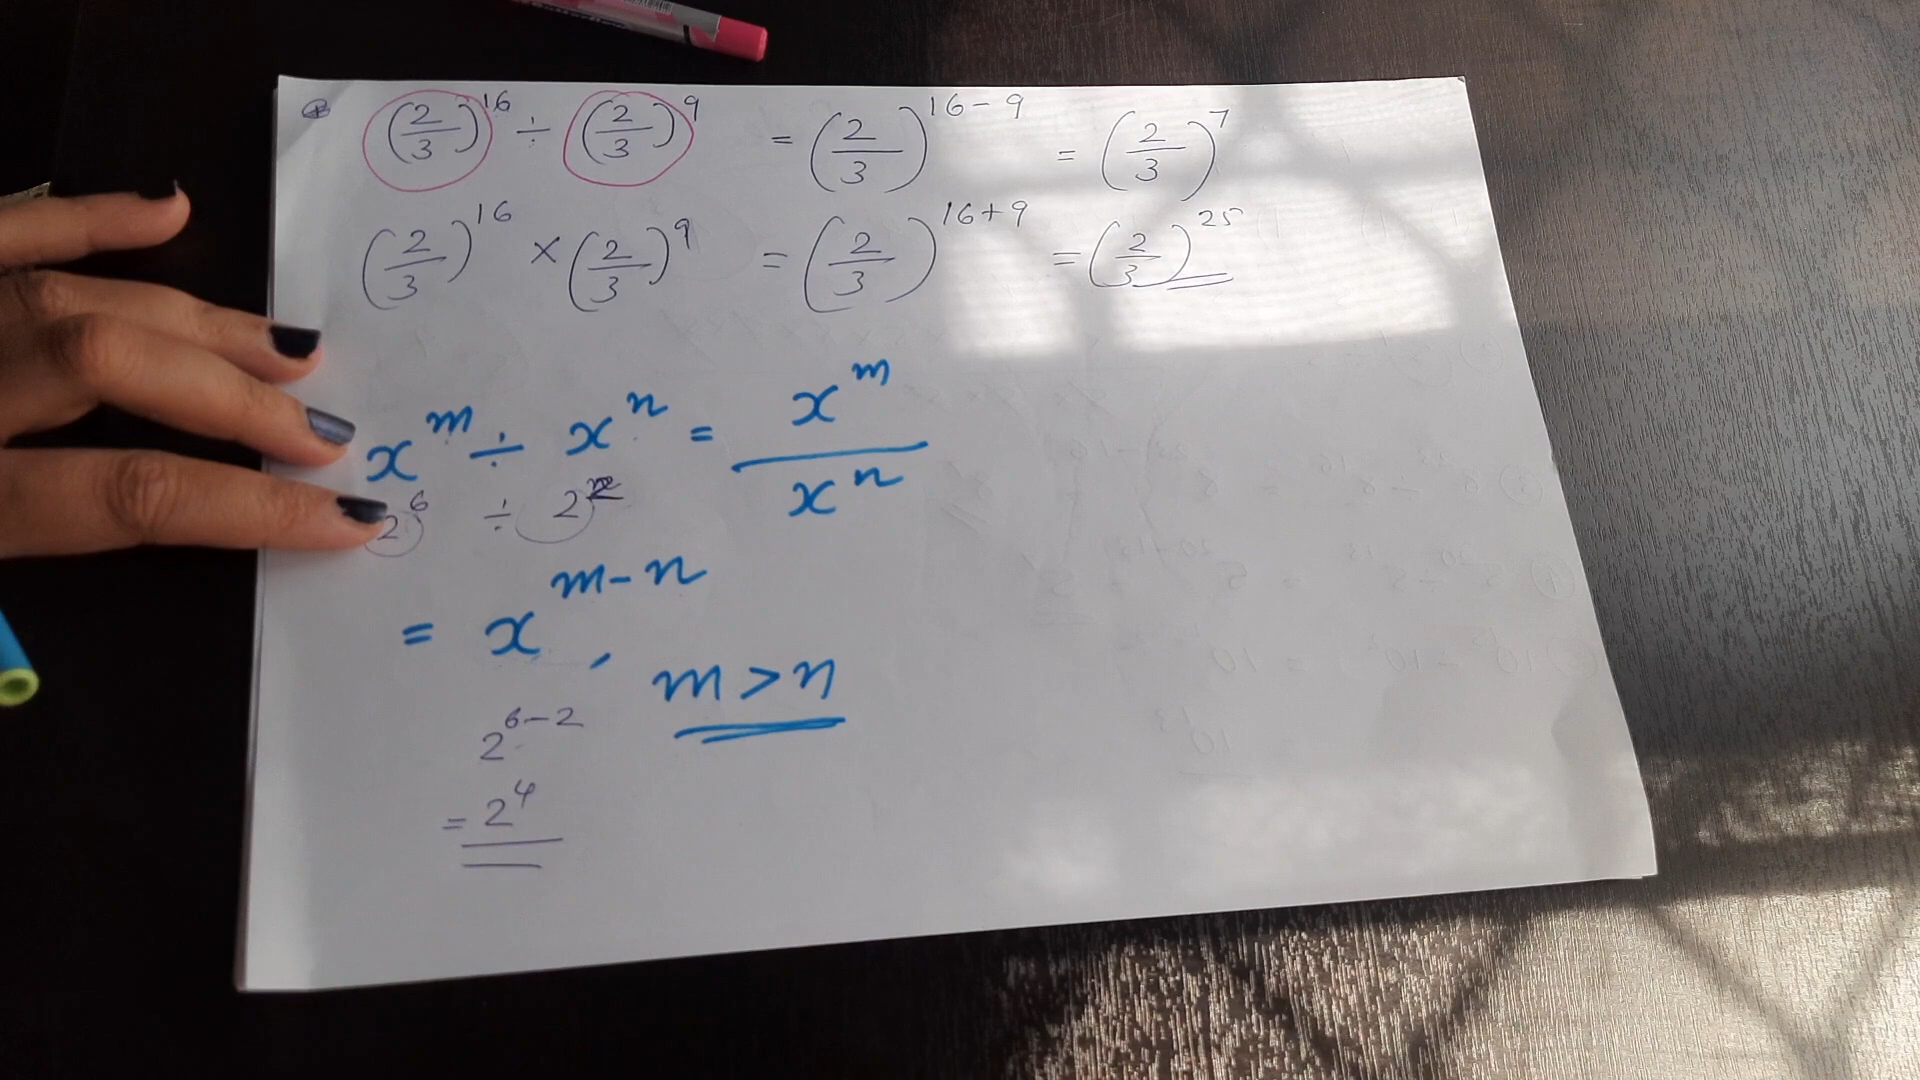 (2/3)^16 ÷ (2/3)^9 = (2/3)^16-9 = (2/3)^7
(2/3)^16 × (2/3)^9 = (2/3)^16+9 = (2/3)^25
x^m ÷ x^n = x^m/x^n
2^6 ÷ 2^2
= x^m-n, m>n
2^6-2
= 2^4